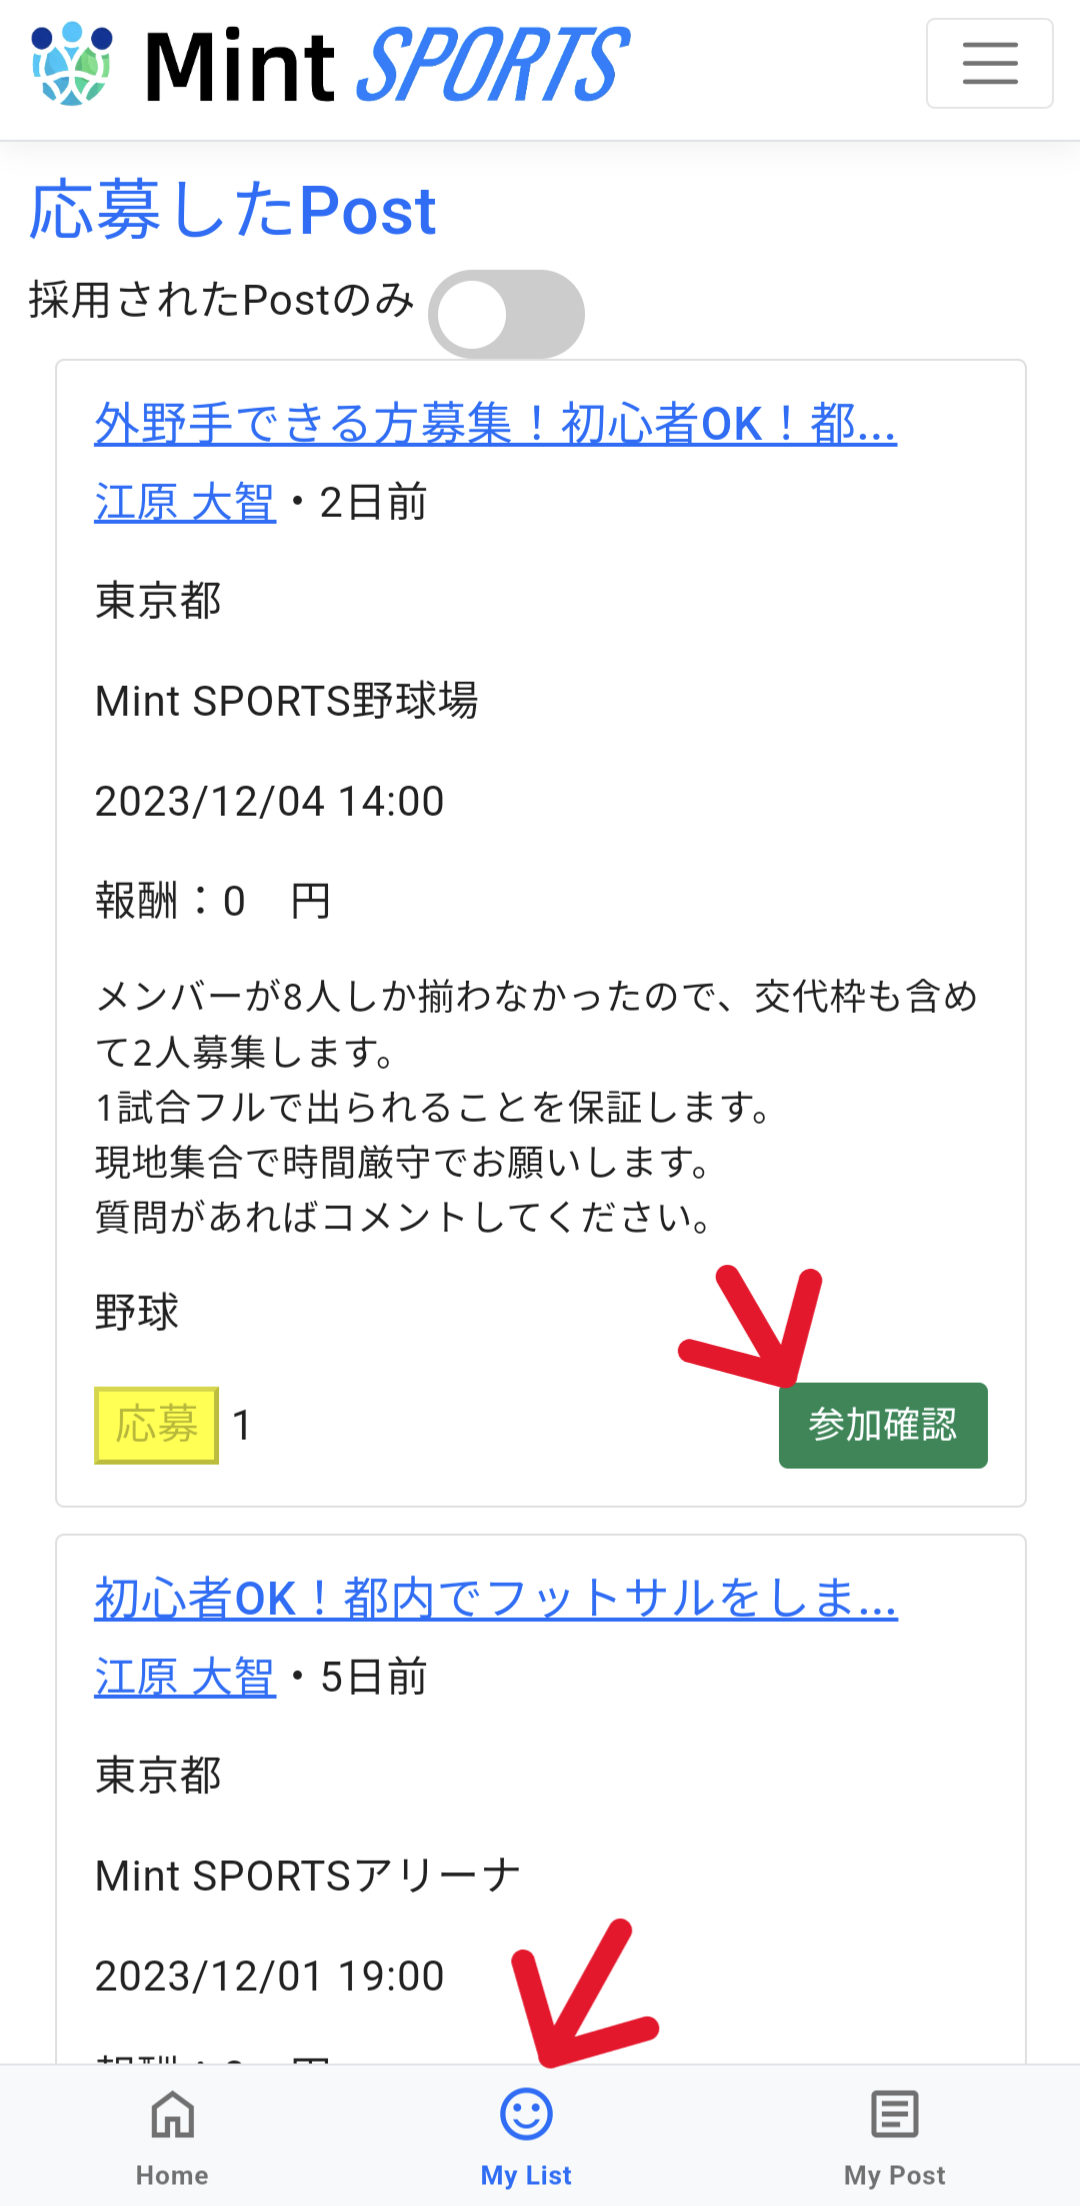 Mint SPORTS
応募したPost
採用されたPostのみ
外野手できる方募集！初心者OK！都...
江原 大智・2日前
東京都
Mint SPORTS野球場
2023/12/04 14:00
報酬：0　円
メンバーが8人しか揃わなかったので、交代枠も含め
て2人募集します。
1試合フルで出られることを保証します。
現地集合で時間厳守でお願いします。
質問があればコメントしてください。
野球
応募 1
参加確認
初心者OK！都内でフットサルをしま...
江原 大智・5日前
東京都
Mint SPORTSアリーナ
2023/12/01 19:00
Home
My List
My Post